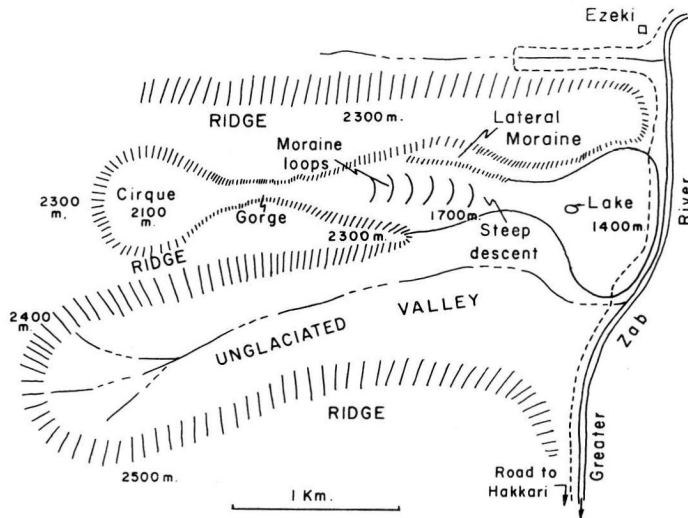 Ezeki
RIDGE
2300 m.
Lateral
Moraine
Moraine
loops
Cirque
2100
m.
2300
m.
Gorge
1700m.
Lake
1400m.
Steep
descent
2300m.
RIDGE
River
2400
m.
UNGLACIATED VALLEY
Zab
RIDGE
Greater
2500 m.
1 Km.
Road to
Hakkari